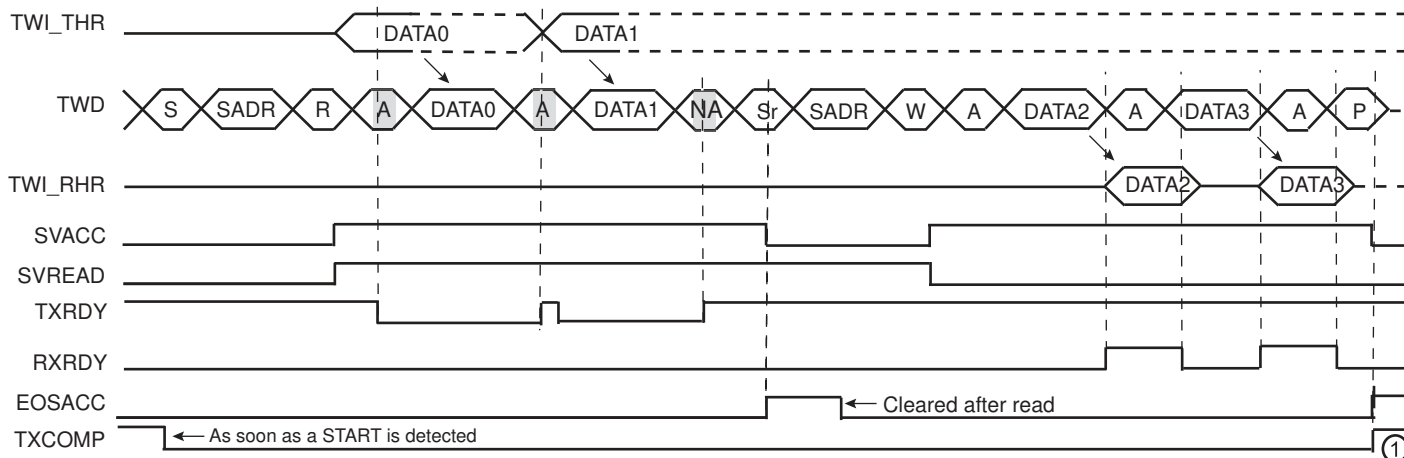 TWI_THR DATA0 DATA1
TWD S SADR R A DATA0 A DATA1 NA Sr SADR W A DATA2 A DATA3 A P
TWI_RHR DATA2 DATA3
SVACC
SVREAD
TXRDY
RXRDY
EOSACC Cleared after read
TXCOMP As soon as a START is detected 1